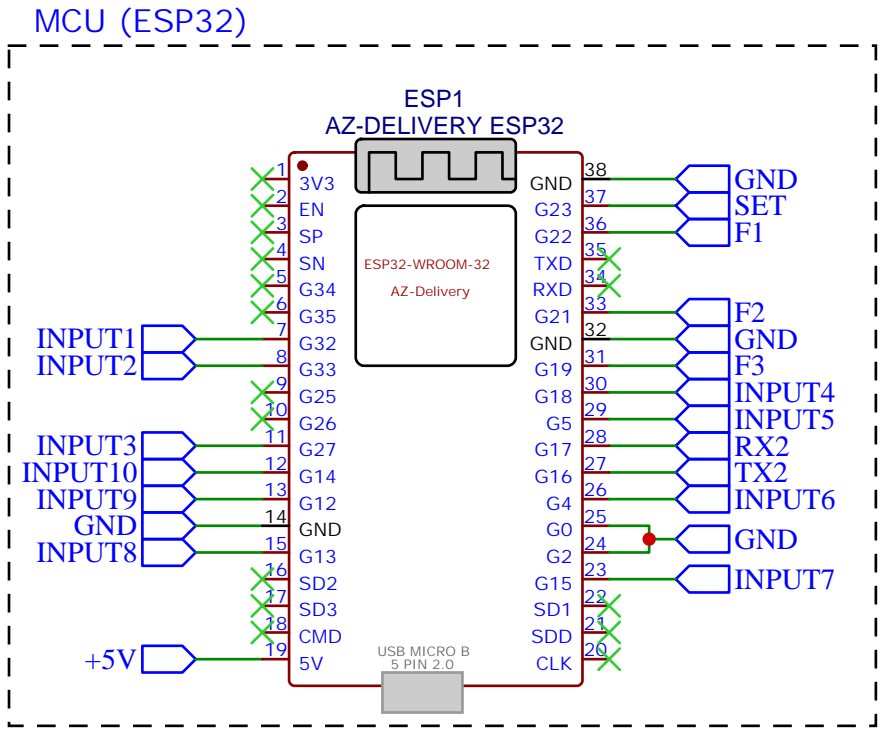 MCU (ESP32)
ESP1
AZ-DELIVERY ESP32
ESP32-WROOM-32
AZ-Delivery
1 3V3
2 EN
3 SP
4 SN
5 G34
6 G35
INPUT1 7 G32
INPUT2 8 G33
9 G25
10 G26
INPUT3 11 G27
INPUT10 12 G14
INPUT9 13 G12
GND 14 GND
INPUT8 15 G13
16 SD2
17 SD3
18 CMD
+5V 19 5V
USB MICRO B
5 PIN 2.0
GND 38 GND
G23 37 SET
G22 36 F1
TXD 35
RXD 34
G21 33 F2
GND 32 GND
G19 31 F3
G18 30 INPUT4
G5 29 INPUT5
G17 28 RX2
G16 27 TX2
G4 26 INPUT6
G0 25
GND
G2 24
G15 23 INPUT7
SD1 22
SDD 21
CLK 20